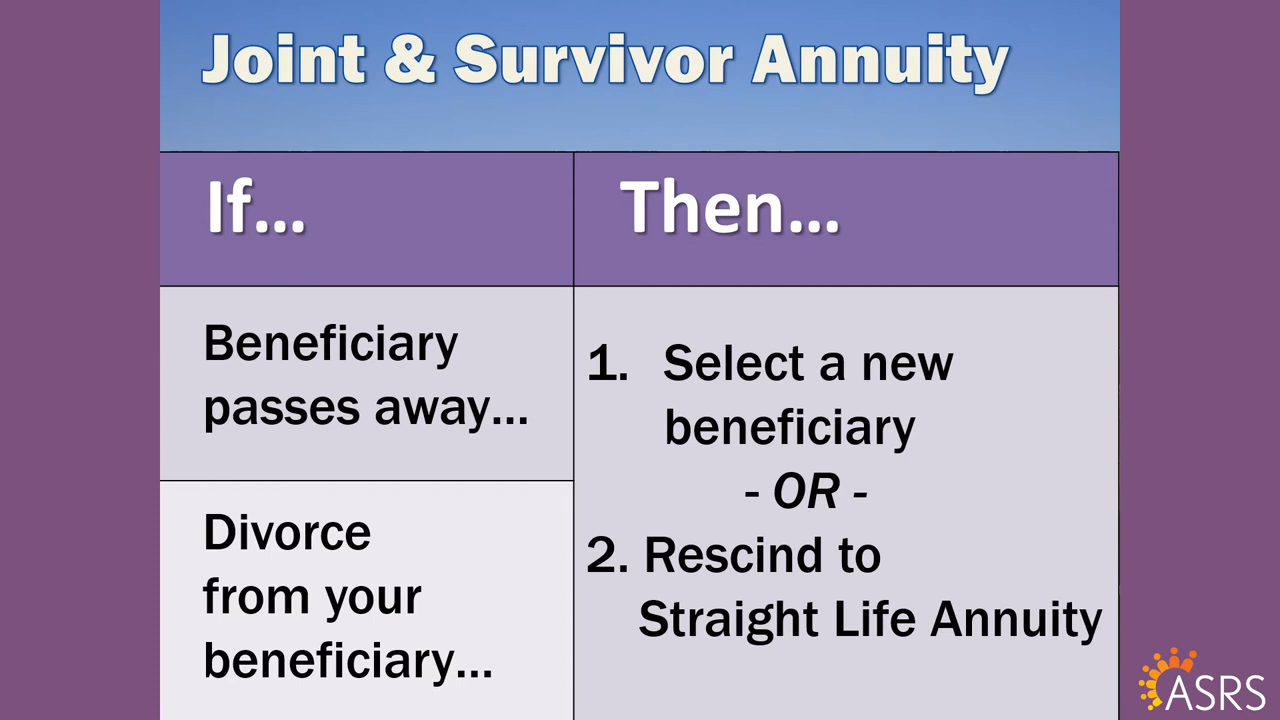 Joint & Survivor Annuity
If...
Then...
Beneficiary
passes away...
Divorce
from your
beneficiary...
1. Select a new
beneficiary
- OR -
2. Rescind to
Straight Life Annuity
ASRS